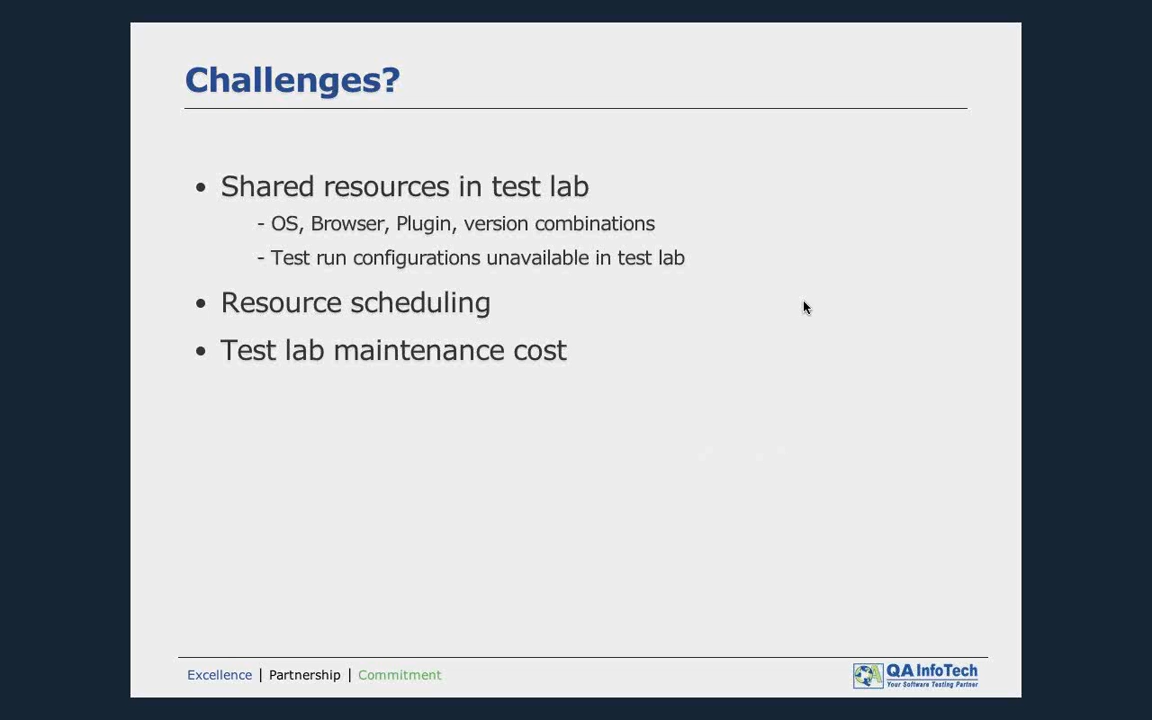 Challenges?
• Shared resources in test lab
- OS, Browser, Plugin, version combinations
- Test run configurations unavailable in test lab
• Resource scheduling
• Test lab maintenance cost
Excellence | Partnership | Commitment
QA InfoTech
Your Software Testing Partner